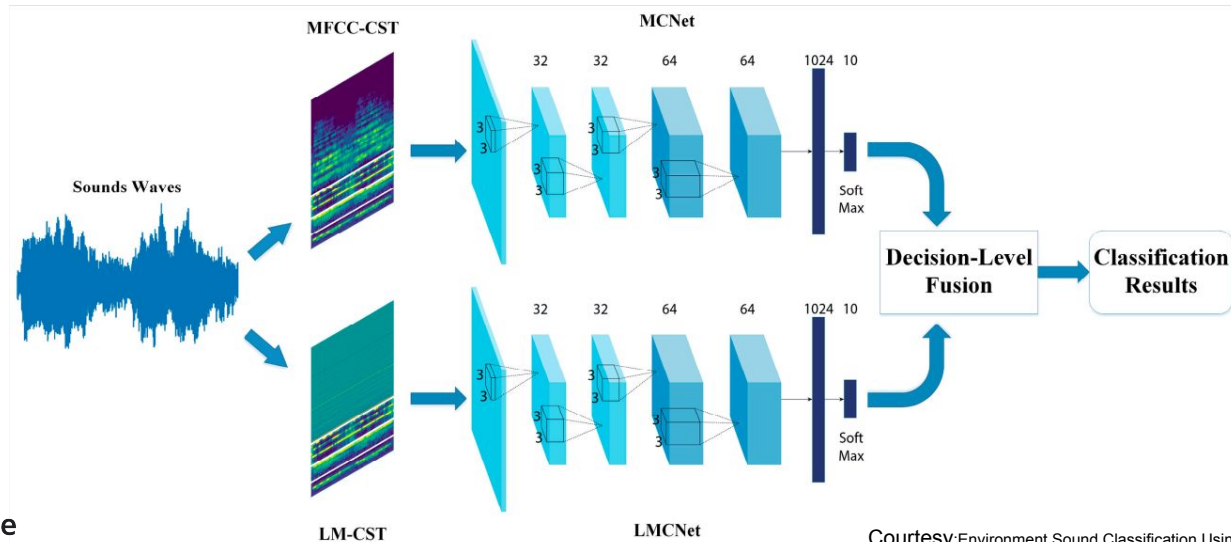 MFCC-CST
MCNet
32 32 64 64 1024 10
3
3
3
3
3
3
3
3
Soft
Max
Sounds Waves
Decision-Level
Fusion
Classification
Results
32 32 64 64 1024 10
3
3
3
3
3
3
3
3
Soft
Max
LM-CST
LMCNet
e
Courtesy:Environment Sound Classification Usin